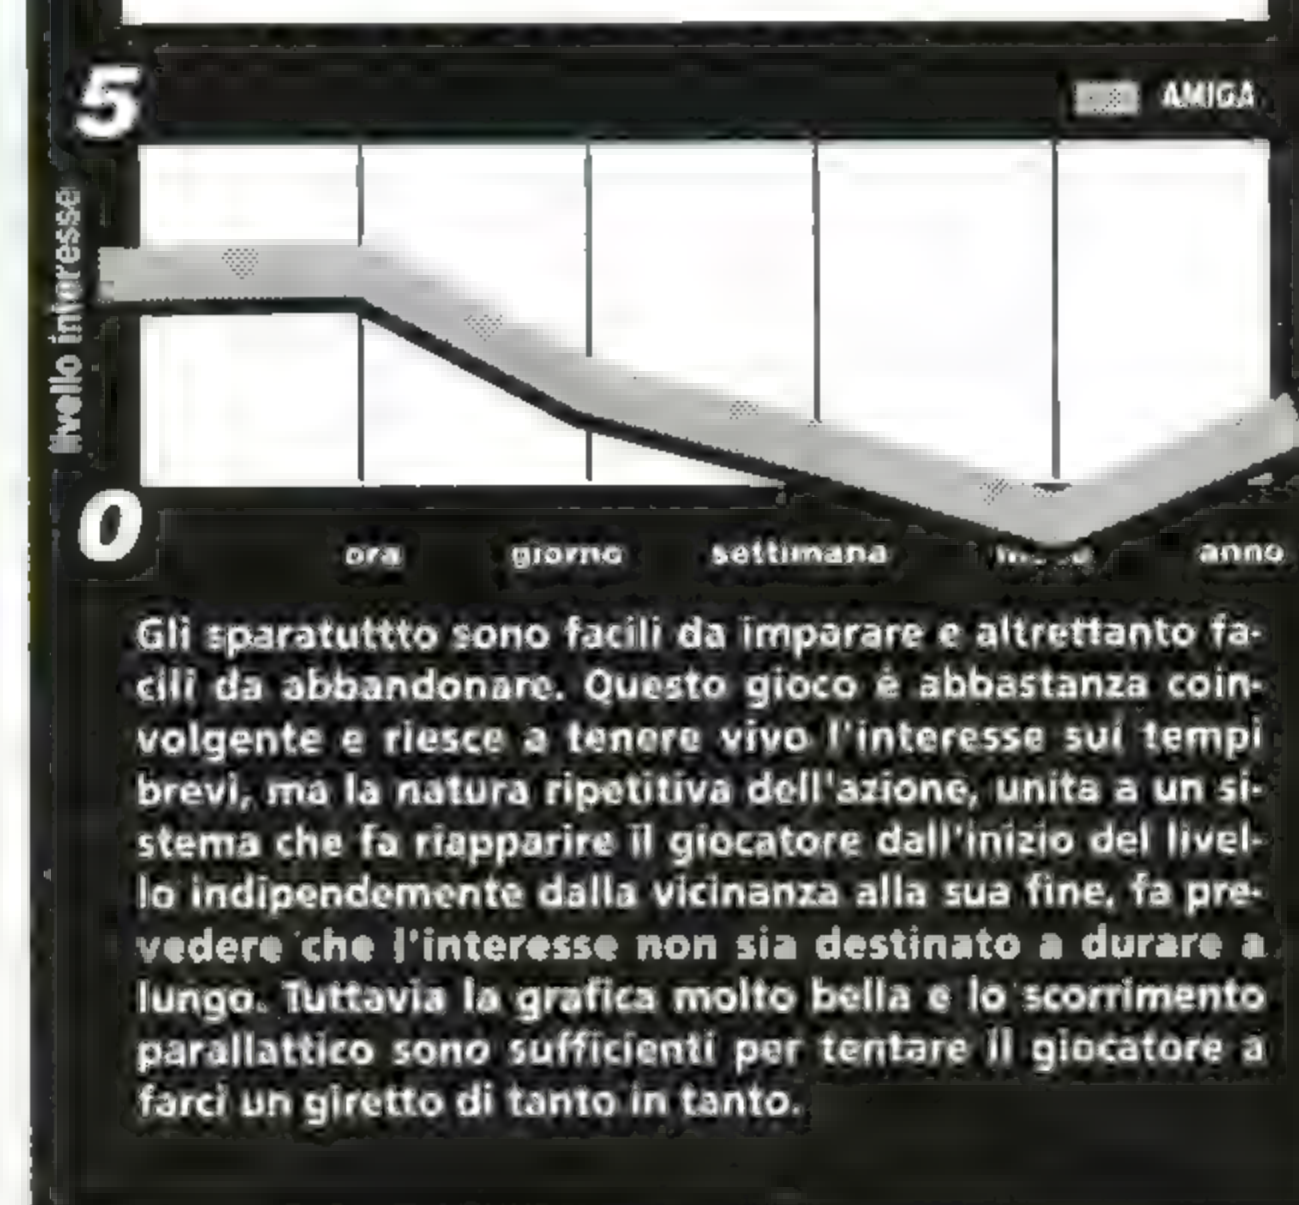 5
AMIGA
livello interesse
0
ora giorno settimana anno
Gli sparatuttto sono facili da imparare e altrettanto fa-
cili da abbandonare. Questo gioco è abbastanza coin-
volgente e riesce a tenere vivo l'interesse sui tempi
brevi, ma la natura ripetitiva dell'azione, unita a un si-
stema che fa riapparire il giocatore dall'inizio del livel-
lo indipendemente dalla vicinanza alla sua fine, fa pre-
vedere che l'interesse non sia destinato a durare a
lungo. Tuttavia la grafica molto bella e lo scorrimento
parallattico sono sufficienti per tentare il giocatore a
farci un giretto di tanto in tanto.